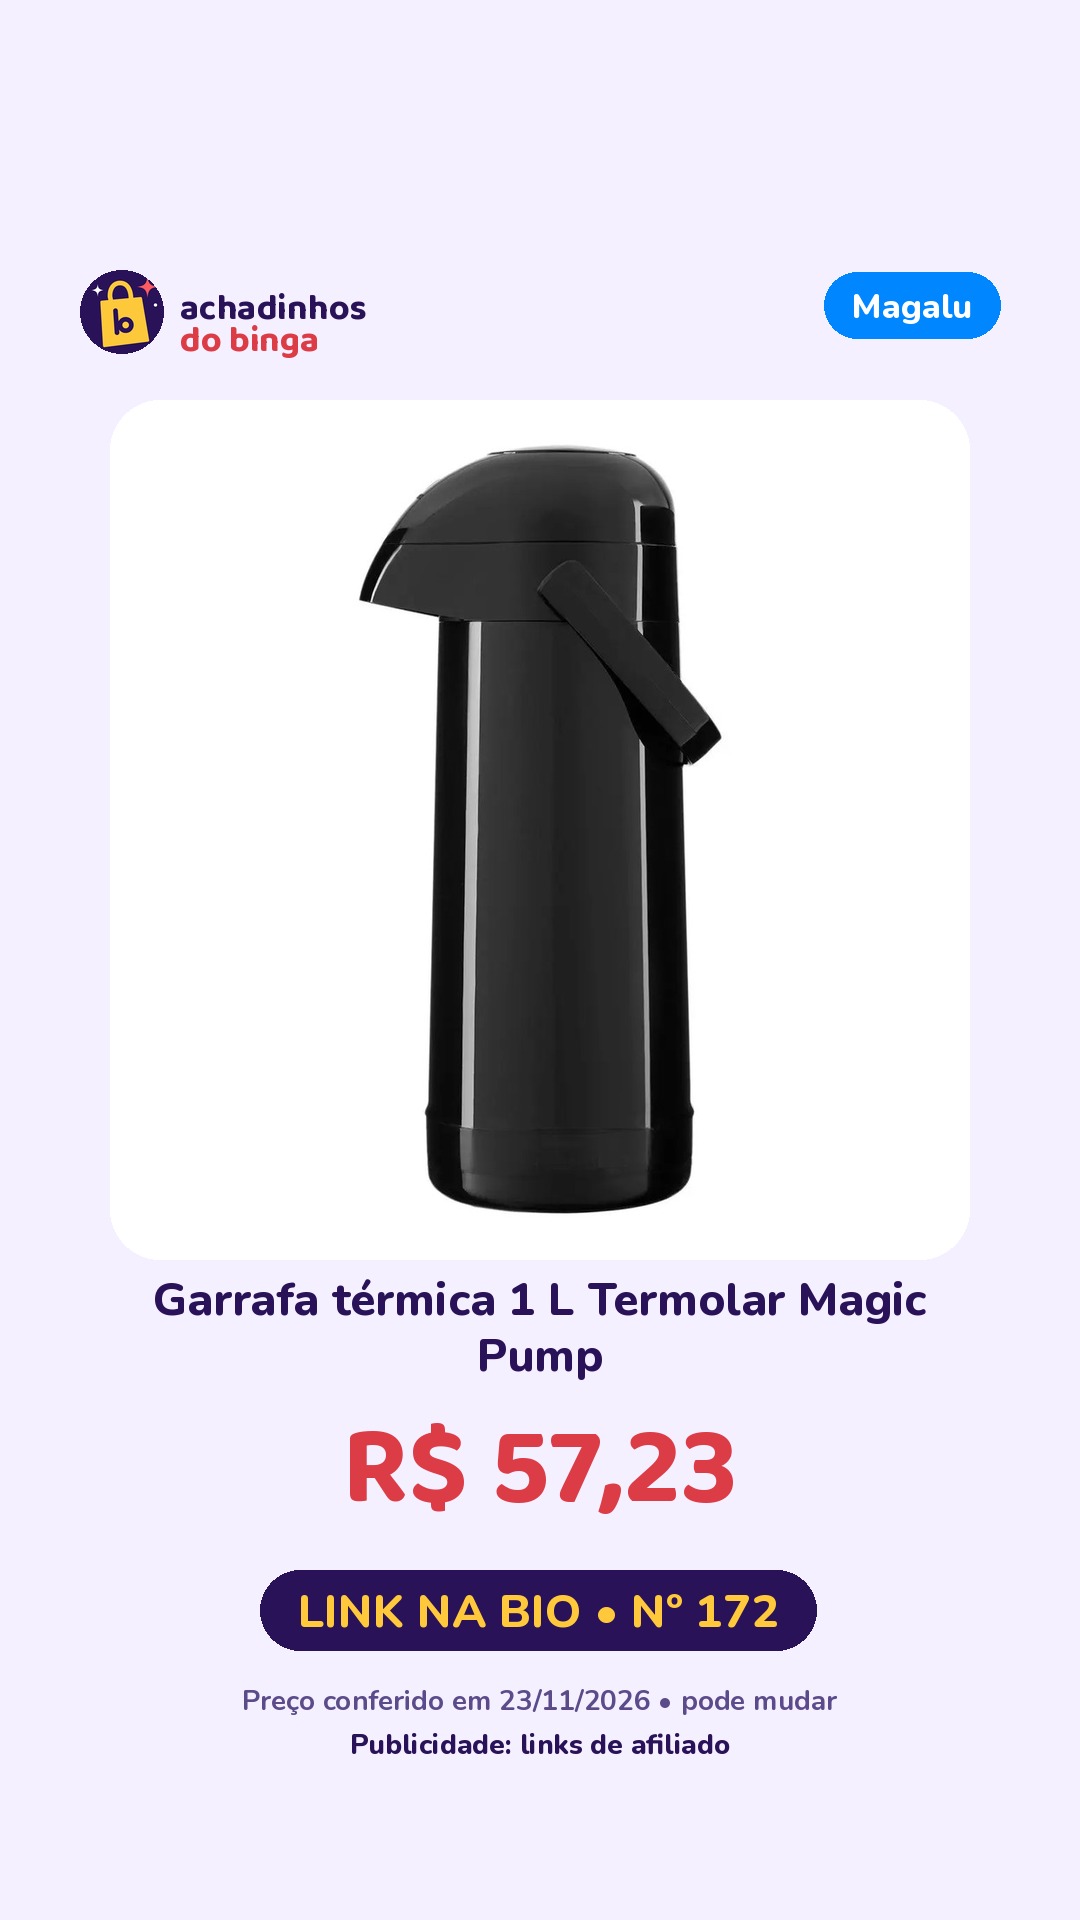 b
achadinhos
do binga
Magalu
Garrafa térmica 1 L Termolar Magic
Pump
R$ 57,23
LINK NA BIO • Nº 172
Preço conferido em 23/11/2026 • pode mudar
Publicidade: links de afiliado